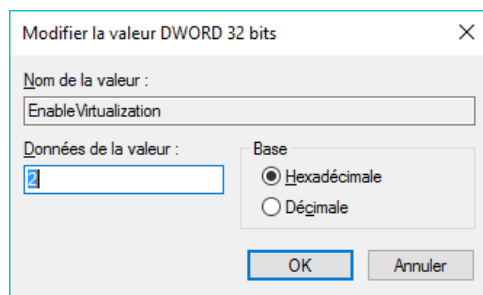 Modifier la valeur DWORD 32 bits
Nom de la valeur :
EnableVirtualization
Données de la valeur :
2
Base
Hexadécimale
Décimale
OK
Annuler